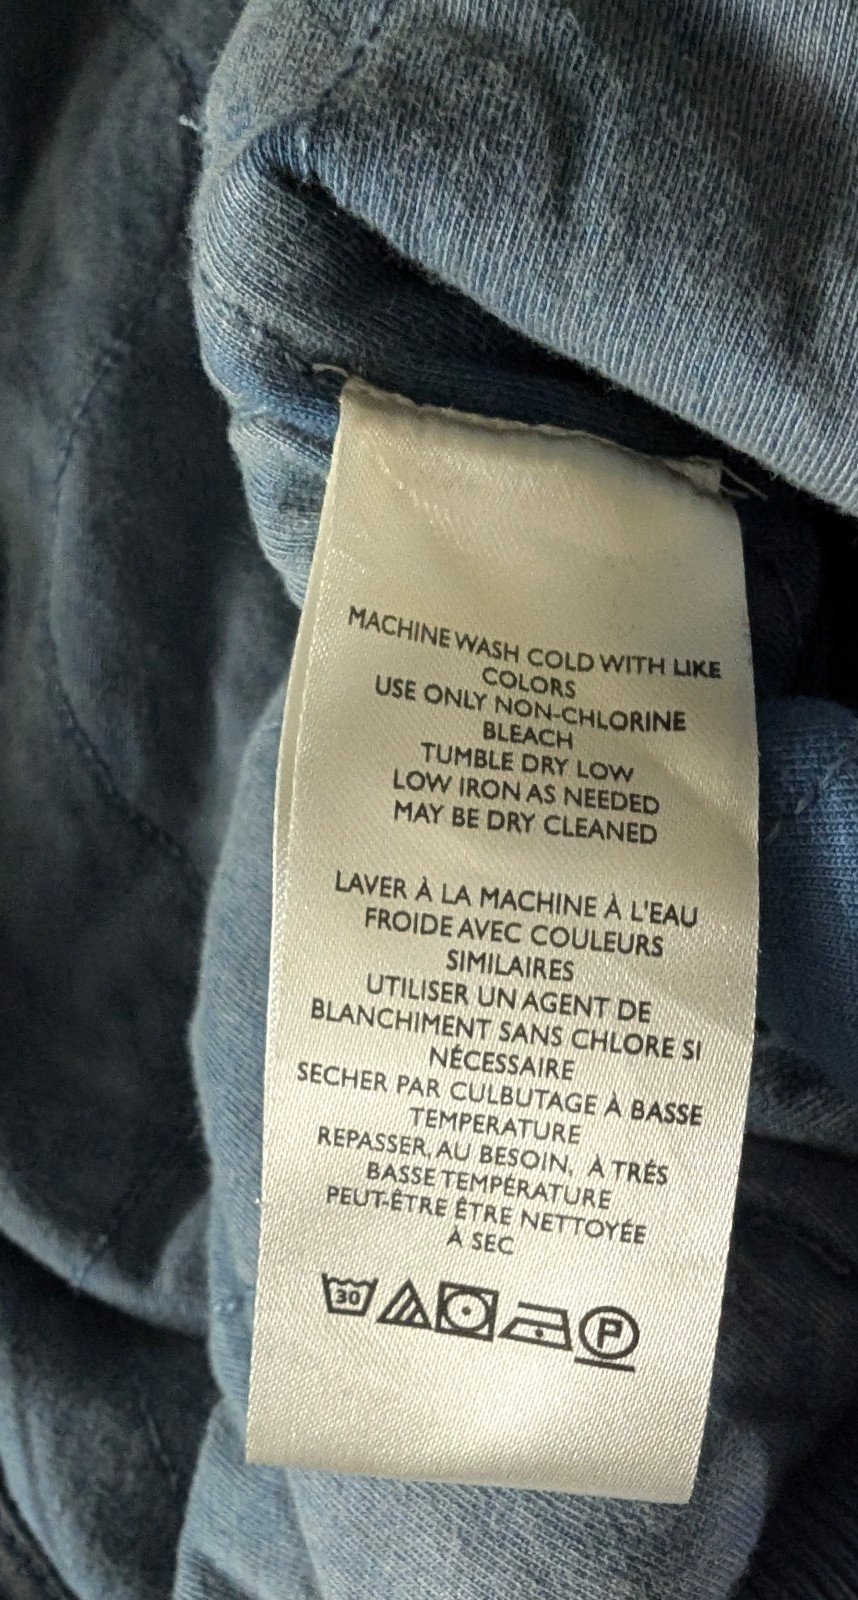 MACHINE WASH COLD WITH LIKE
COLORS
USE ONLY NON-CHLORINE
BLEACH
TUMBLE DRY LOW
LOW IRON AS NEEDED
MAY BE DRY CLEANED
LAVER À LA MACHINE À L'EAU
FROIDE AVEC COULEURS
SIMILAIRES
UTILISER UN AGENT DE
BLANCHIMENT SANS CHLORE SI
NÉCESSAIRE
SECHER PAR CULBUTAGE À BASSE
TEMPERATURE
REPASSER, AU BESOIN, À TRÉS
BASSE TEMPÉRATURE
PEUT-ÊTRE ÊTRE NETTOYÉE
À SEC
30 P